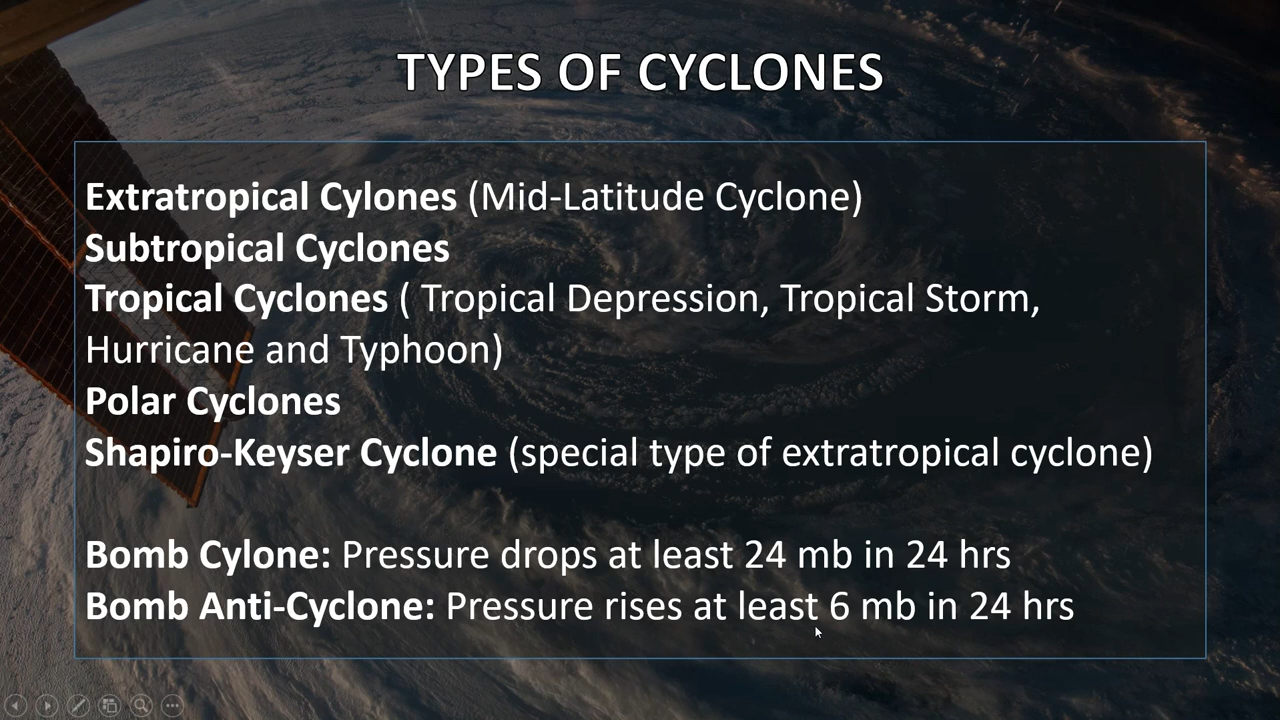 TYPES OF CYCLONES
Extratropical Cylones (Mid-Latitude Cyclone)
Subtropical Cyclones
Tropical Cyclones ( Tropical Depression, Tropical Storm,
Hurricane and Typhoon)
Polar Cyclones
Shapiro-Keyser Cyclone (special type of extratropical cyclone)
Bomb Cylone: Pressure drops at least 24 mb in 24 hrs
Bomb Anti-Cyclone: Pressure rises at least 6 mb in 24 hrs